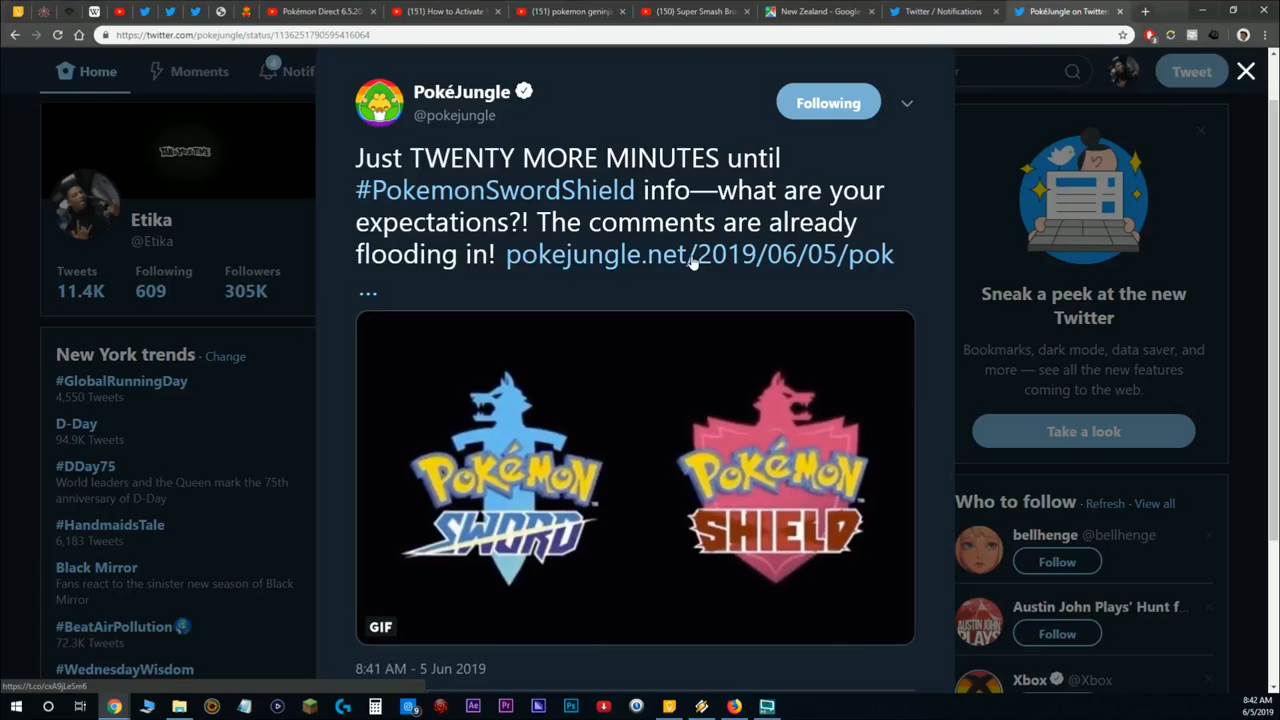 Pokémon Direct 6.5.20
(151) How to Activate
(151) pokemon geninja
(150) Super Smash Bro
New Zealand - Google
Twitter / Notifications
PokéJungle on Twitter
https://twitter.com/pokejungle/status/1136251790595416064
Home
Moments
Notif
Tweet
PokéJungle
@pokejungle
Following
Just TWENTY MORE MINUTES until
#PokemonSwordShield info—what are your
expectations?! The comments are already
flooding in! pokejungle.net/2019/06/05/pok
…
POKéMON
SWORD
POKéMON
SHIELD
GIF
8:41 AM - 5 Jun 2019
Etika
@Etika
Tweets
Following
Followers
11.4K
609
305K
New York trends · Change
#GlobalRunningDay
4,550 Tweets
D-Day
94.9K Tweets
#DDay75
World leaders and the Queen mark the 75th
anniversary of D-Day
#HandmaidsTale
6,183 Tweets
Black Mirror
Fans react to the sinister new season of Black
Mirror
#BeatAirPollution
72.3K Tweets
#WednesdayWisdom
Sneak a peek at the new
Twitter
Bookmarks, dark mode, data saver, and
more — see all the new features
coming to the web.
Take a look
Who to follow · Refresh · View all
bellhenge @bellhenge
Follow
Austin John Plays' Hunt f...
Follow
Xbox @Xbox
https://t.co/cxA9jLeSm6
8:42 AM
6/5/2019